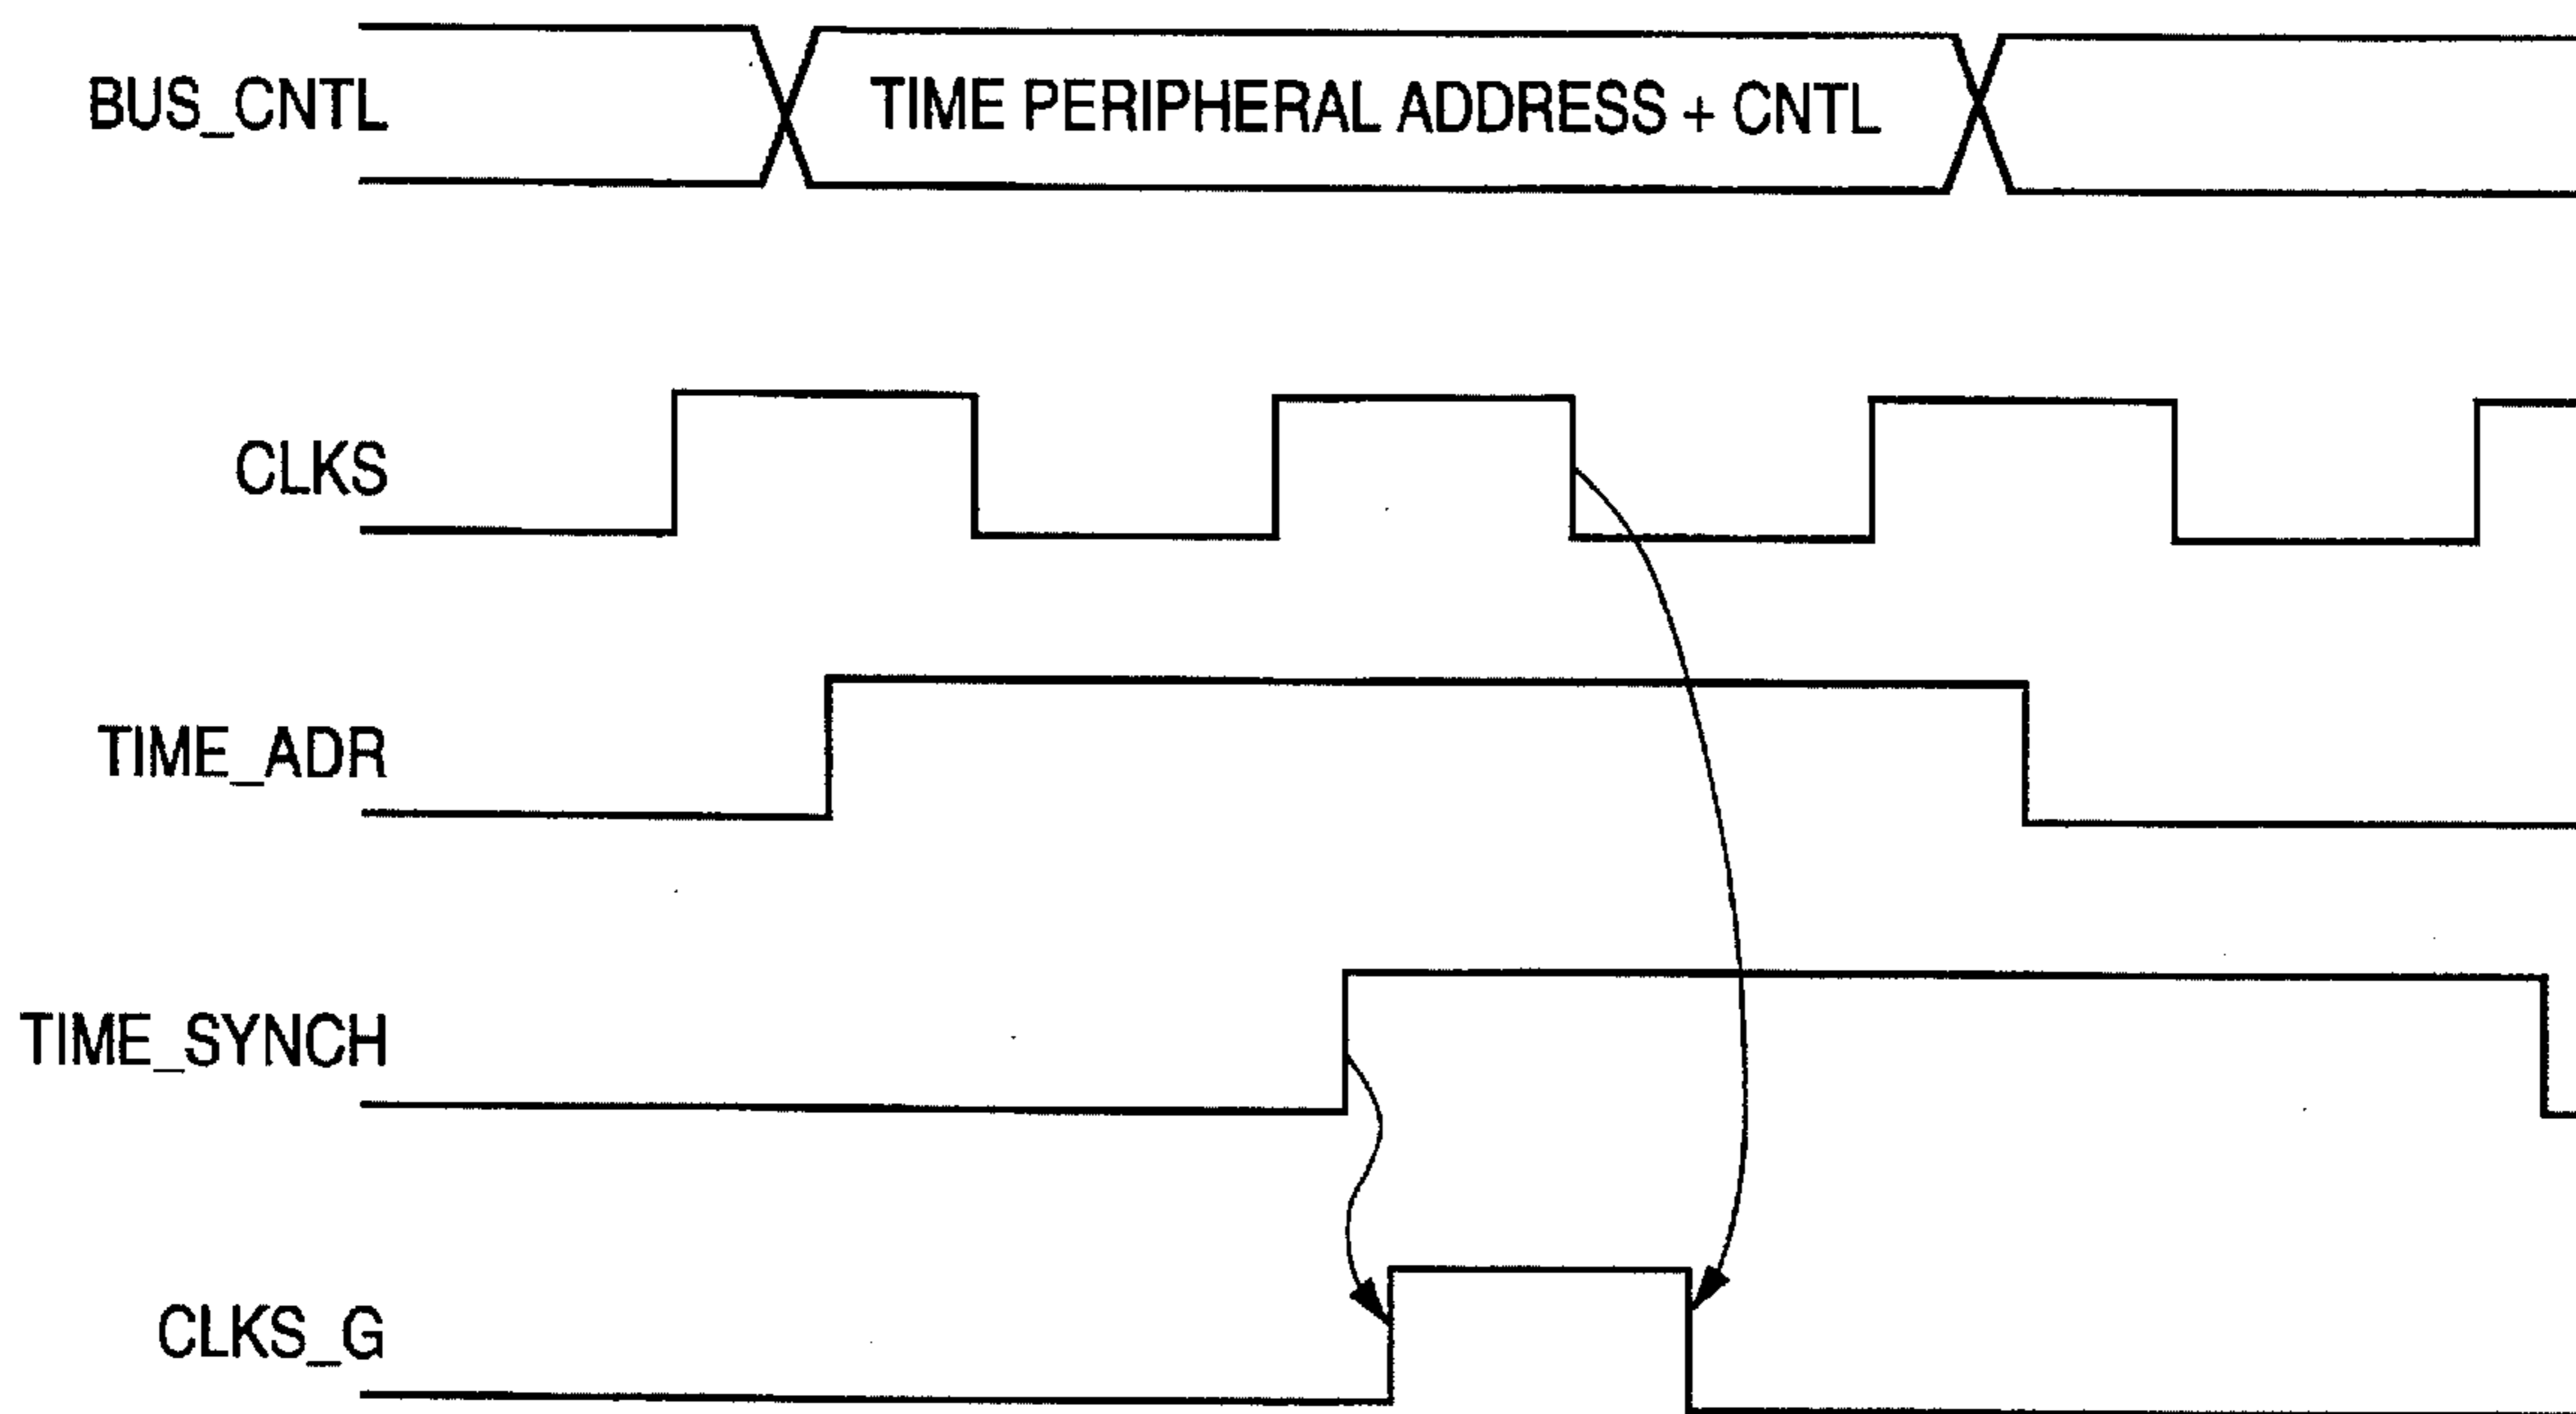 BUS_CNTL
TIME PERIPHERAL ADDRESS + CNTL
CLKS
TIME_ADR
TIME_SYNCH
CLKS_G